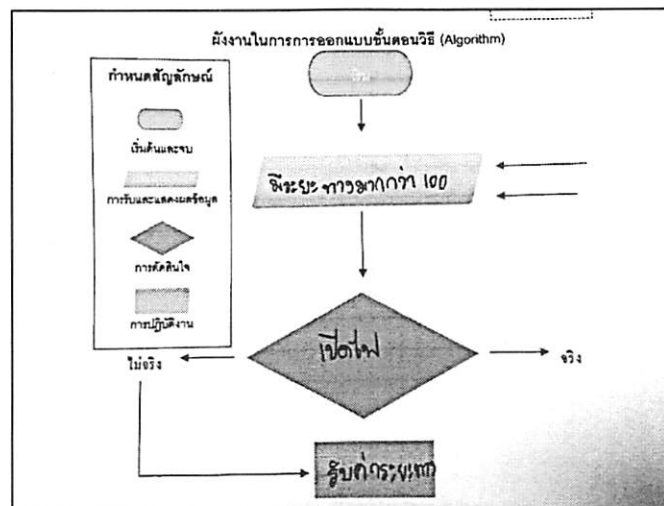 ผังงานในการการออกแบบขั้นตอนวิธี (Algorithm)
กำหนดสัญลักษณ์
เริ่มต้นและจบ
การรับและแสดงผลข้อมูล
การตัดสินใจ
การปฏิบัติงาน
เริ่ม
มีระยะทางมากกว่า 100
เปิดไฟ
ไม่จริง
จริง
รับค่าระยะทาง